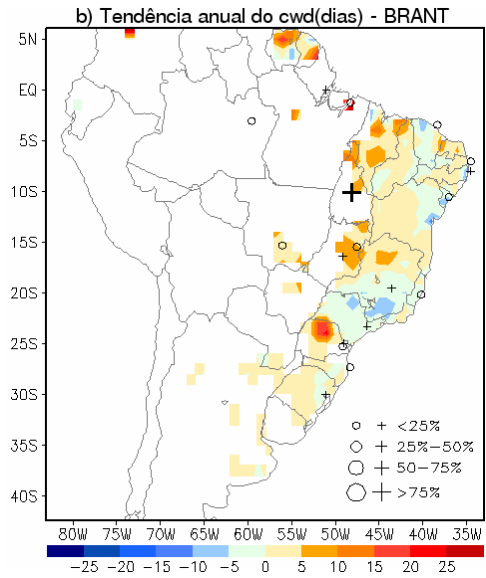 b) Tendência anual do cwd(dias) - BRANT
5N
EQ
5S
10S
15S
20S
25S
30S
35S
40S
<25%
25%-50%
50-75%
>75%
80W 75W 70W 65W 60W 55W 50W 45W 40W 35W
-25 -20 -15 -10 -5 0 5 10 15 20 25